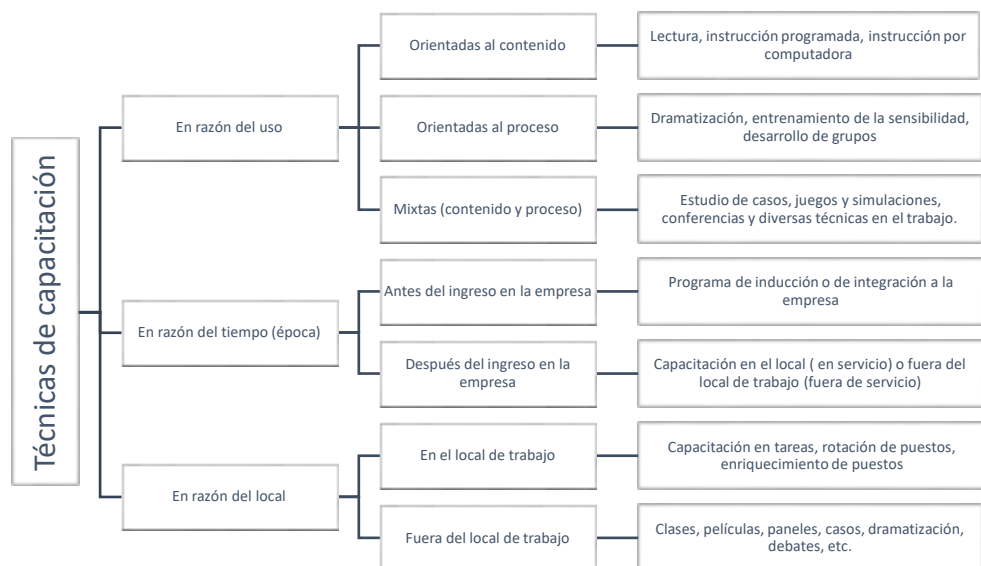 Técnicas de capacitación
En razón del uso
Orientadas al contenido
Lectura, instrucción programada, instrucción por
computadora
Orientadas al proceso
Dramatización, entrenamiento de la sensibilidad,
desarrollo de grupos
Mixtas (contenido y proceso)
Estudio de casos, juegos y simulaciones,
conferencias y diversas técnicas en el trabajo.
En razón del tiempo (época)
Antes del ingreso en la empresa
Programa de inducción o de integración a la
empresa
Después del ingreso en la
empresa
Capacitación en el local ( en servicio) o fuera del
local de trabajo (fuera de servicio)
En razón del local
En el local de trabajo
Capacitación en tareas, rotación de puestos,
enriquecimiento de puestos
Fuera del local de trabajo
Clases, películas, paneles, casos, dramatización,
debates, etc.